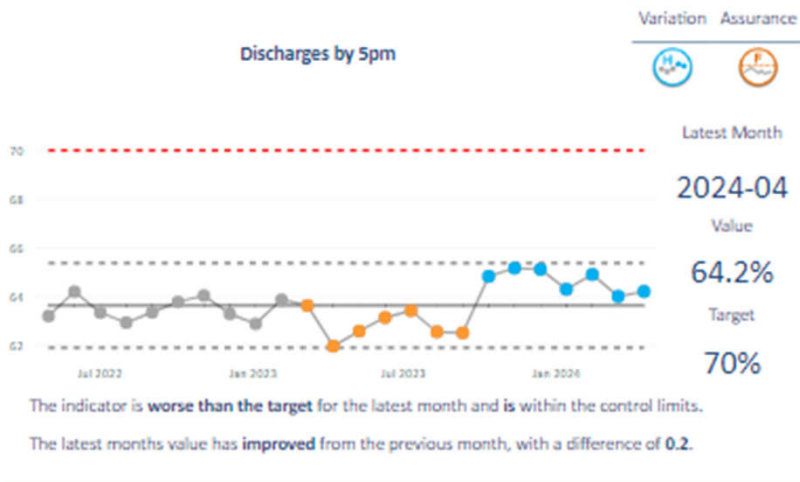 Variation Assurance
Discharges by 5pm
H
F
Latest Month
2024-04
Value
64.2%
Target
70%
70
68
66
64
62
Jul 2022 Jan 2023 Jul 2023 Jan 2024
The indicator is worse than the target for the latest month and is within the control limits.
The latest months value has improved from the previous month, with a difference of 0.2.